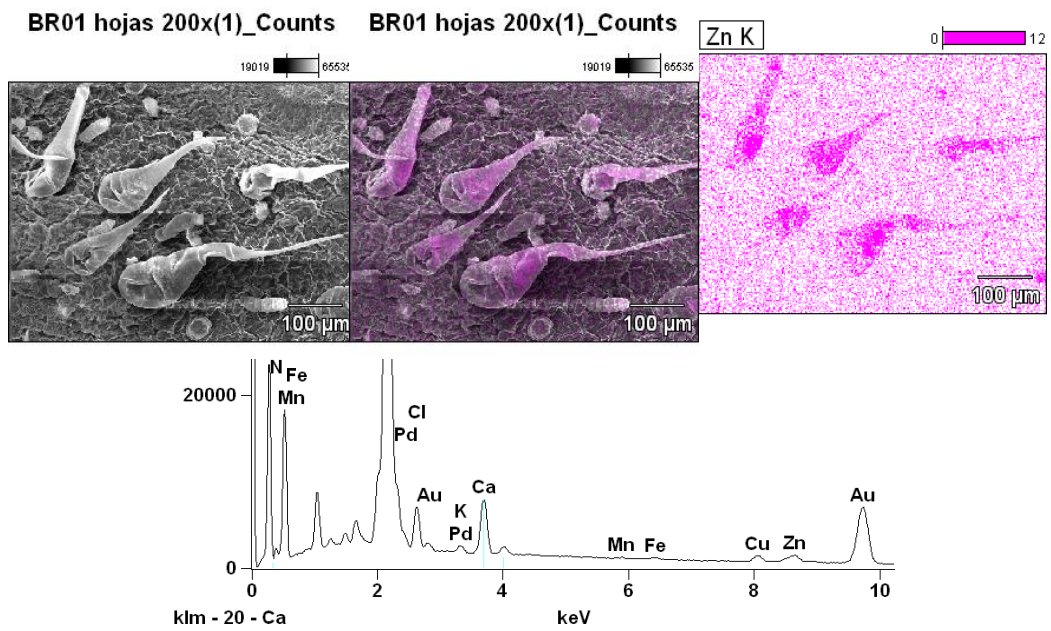 BR01 hojas 200x(1)_Counts
19019 65535
100 µm
BR01 hojas 200x(1)_Counts
19019 65535
100 µm
Zn K
0 12
100 µm
20000
0
N
Fe
Mn
Cl
Pd
Au
K
Pd
Ca
Mn
Fe
Cu
Zn
Au
0 2 4 6 8 10
klm - 20 - Ca
keV